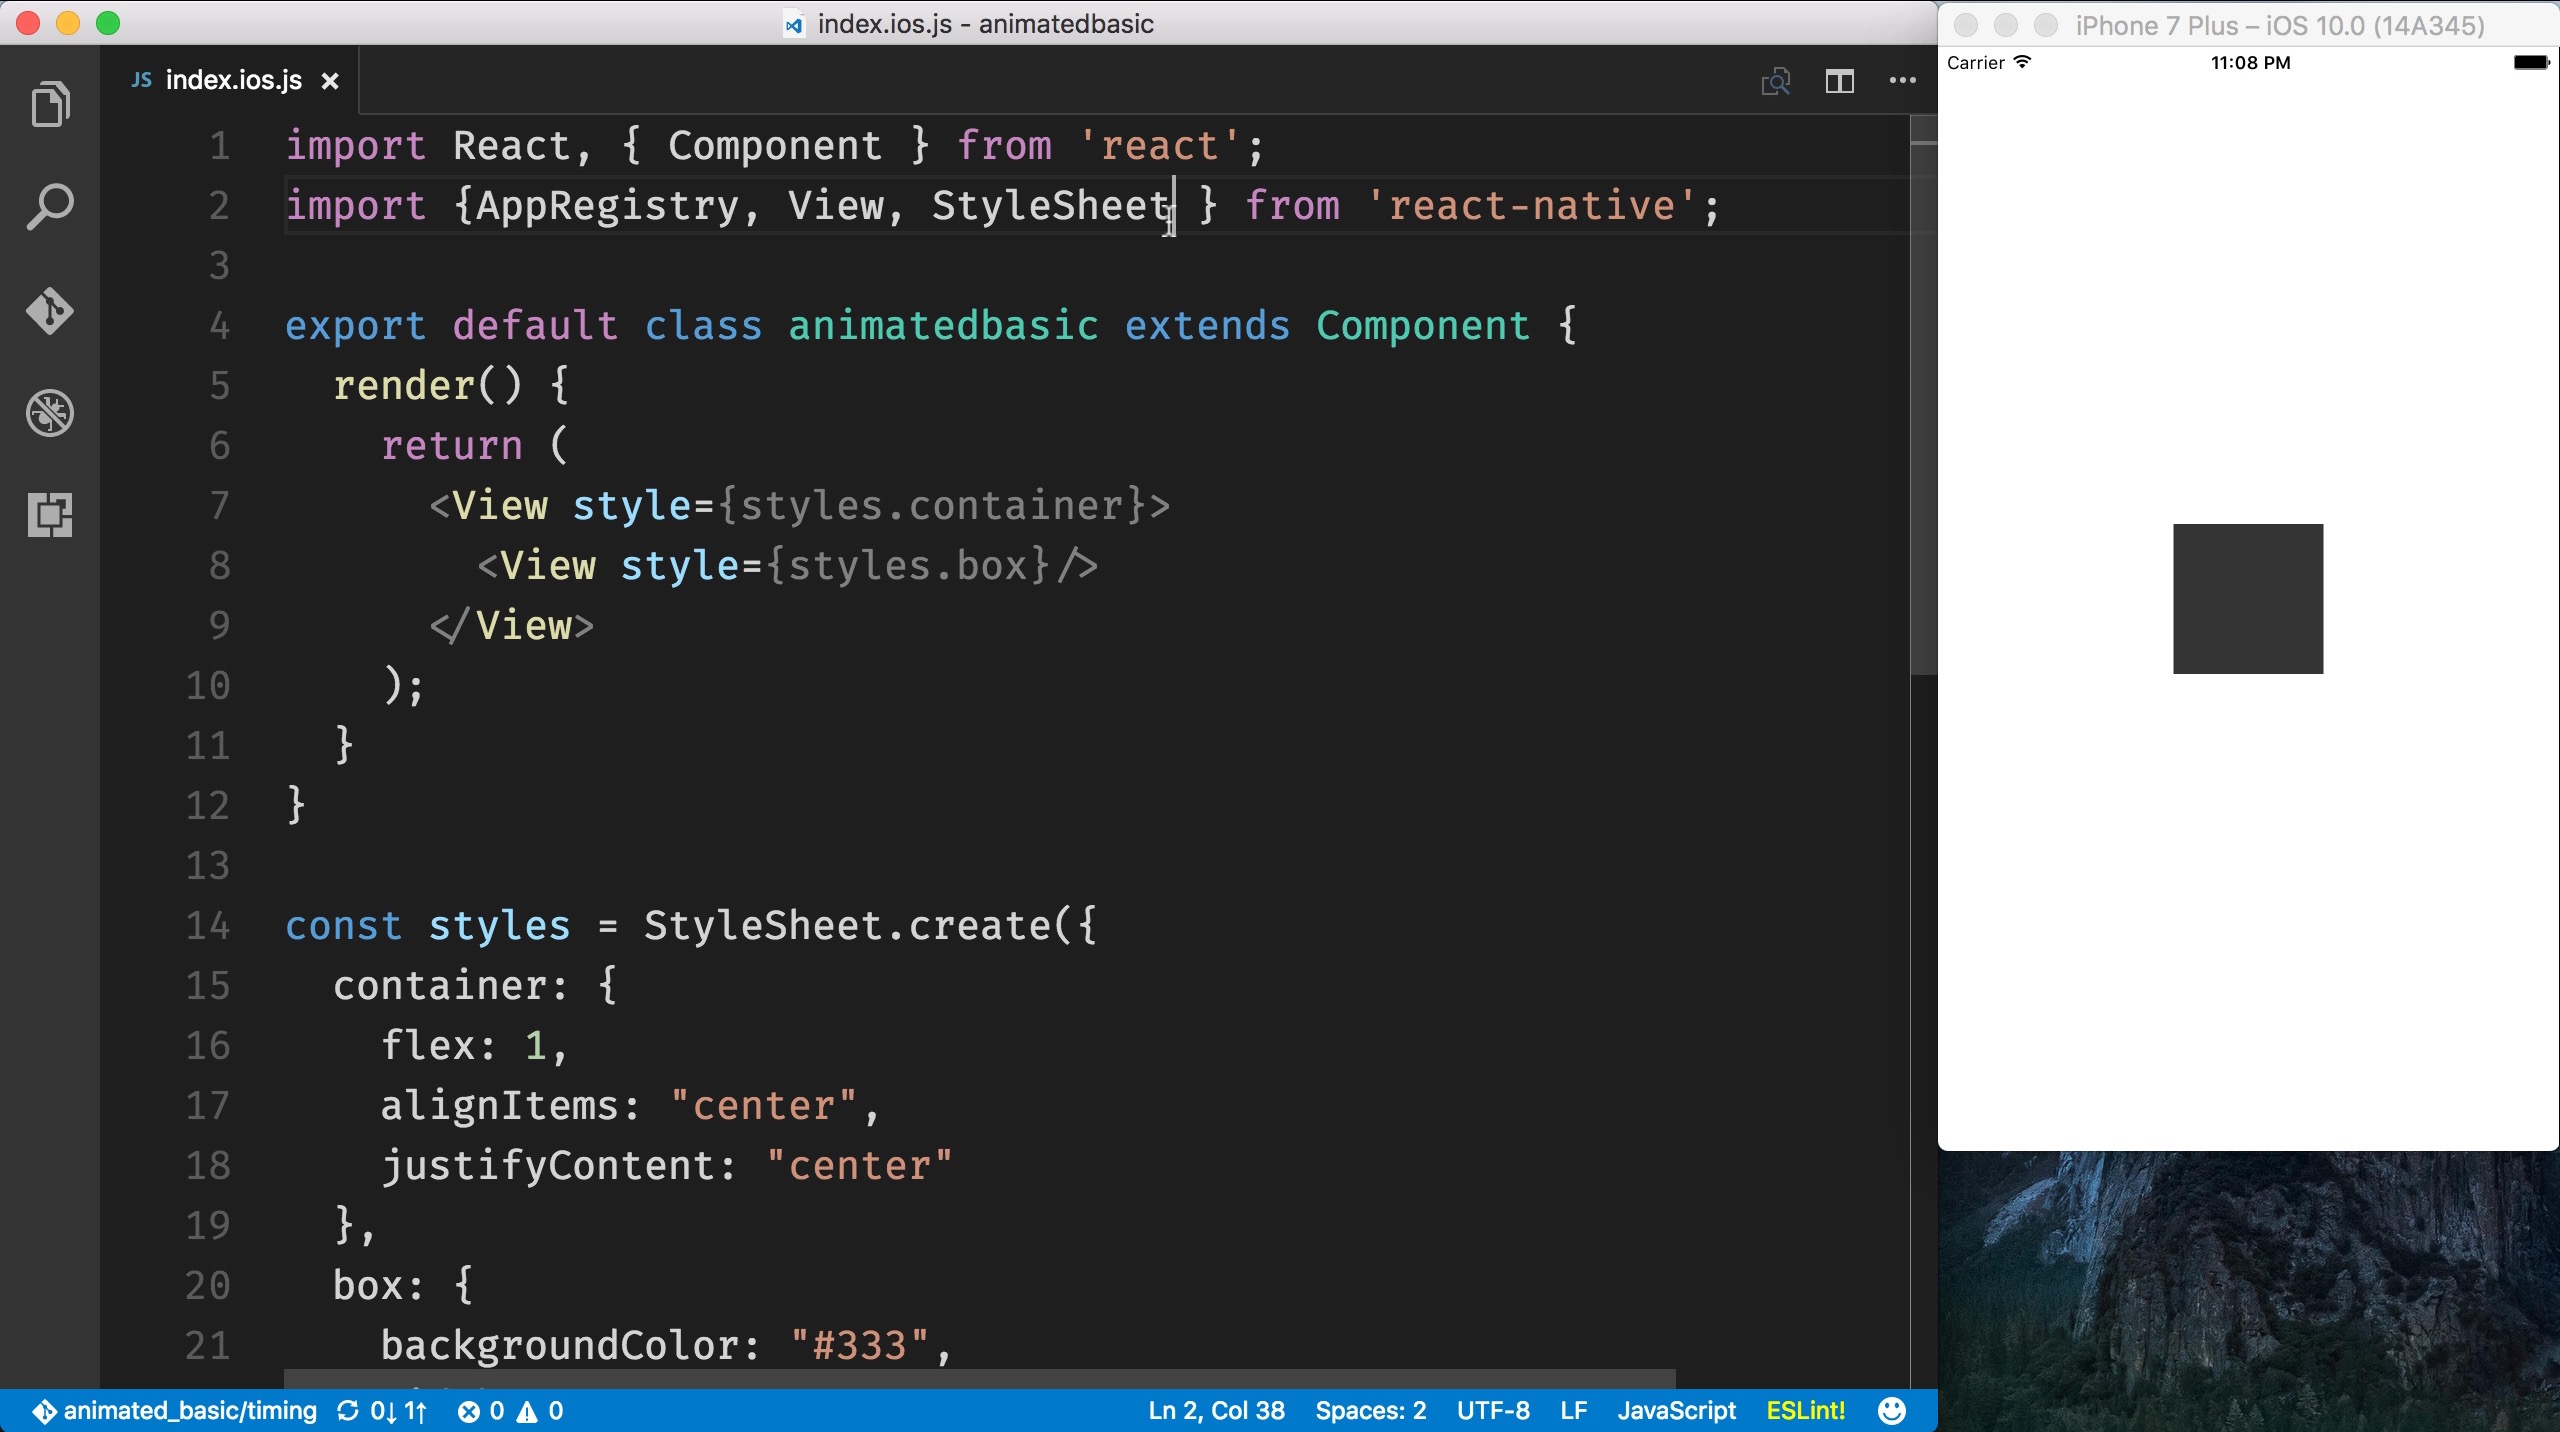 index.ios.js - animatedbasic
JS index.ios.js
1 import React, { Component } from 'react';
2 import {AppRegistry, View, StyleSheet } from 'react-native';
3
4 export default class animatedbasic extends Component {
5 render() {
6 return (
7 <View style={styles.container}>
8 <View style={styles.box}/>
9 </View>
10 );
11 }
12 }
13
14 const styles = StyleSheet.create({
15 container: {
16 flex: 1,
17 alignItems: "center",
18 justifyContent: "center"
19 },
20 box: {
21 backgroundColor: "#333",
animated_basic/timing 0↓ 1↑ 0 0 Ln 2, Col 38 Spaces: 2 UTF-8 LF JavaScript ESLint!
iPhone 7 Plus – iOS 10.0 (14A345)
Carrier 11:08 PM